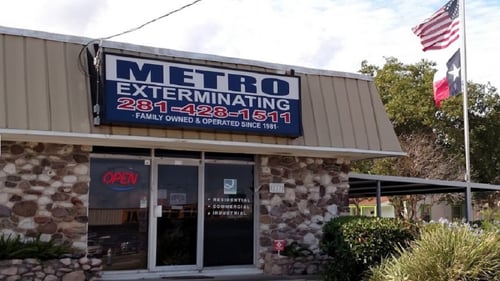 METRO
EXTERMINATING
281-428-1511
·FAMILY OWNED & OPERATED SINCE 1981·
OPEN
• RESIDENTIAL
• COMMERCIAL
• INDUSTRIAL